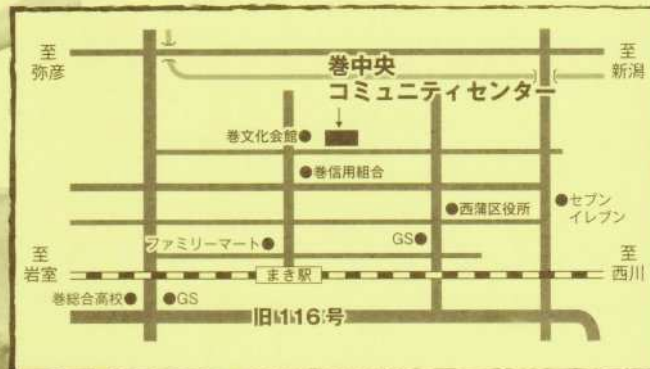 至
弥彦
至
新潟
巻中央
コミュニティセンター
巻文化会館
巻信用組合
セブン
イレブン
西蒲区役所
GS
ファミリーマート
至
岩室
至
西川
まき駅
巻総合高校
GS
旧116号